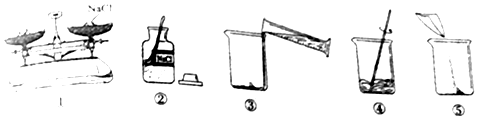 NaCl
NaCl
1
②
③
④
⑤